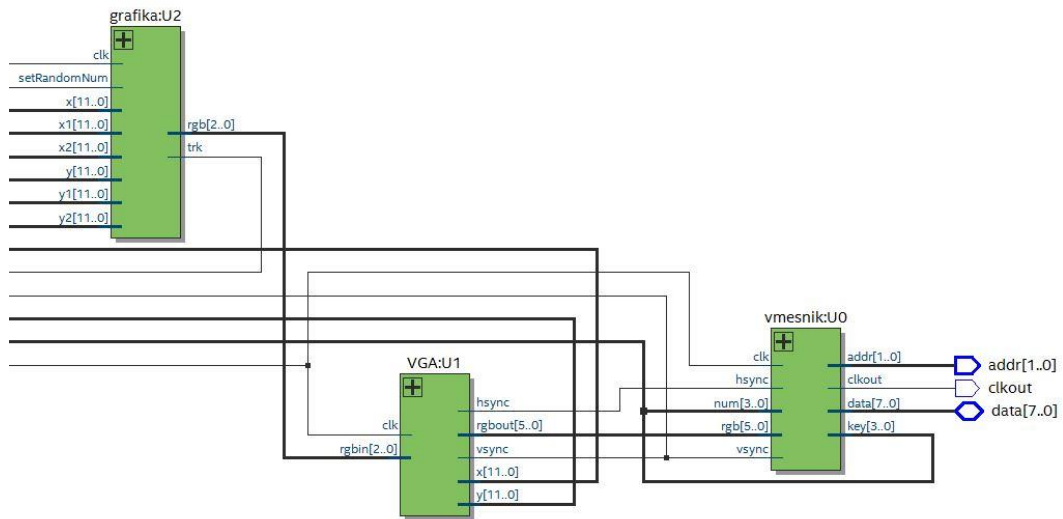 grafika:U2
clk
setRandomNum
x[11..0]
x1[11..0]
rgb[2..0]
x2[11..0]
trk
y[11..0]
y1[11..0]
y2[11..0]
VGA:U1
hsync
clk
rgbout[5..0]
rgbin[2..0]
vsync
x[11..0]
y[11..0]
vmesnik:U0
clk
addr[1..0]
hsync
clkout
num[3..0]
data[7..0]
rgb[5..0]
key[3..0]
vsync
addr[1..0]
clkout
data[7..0]